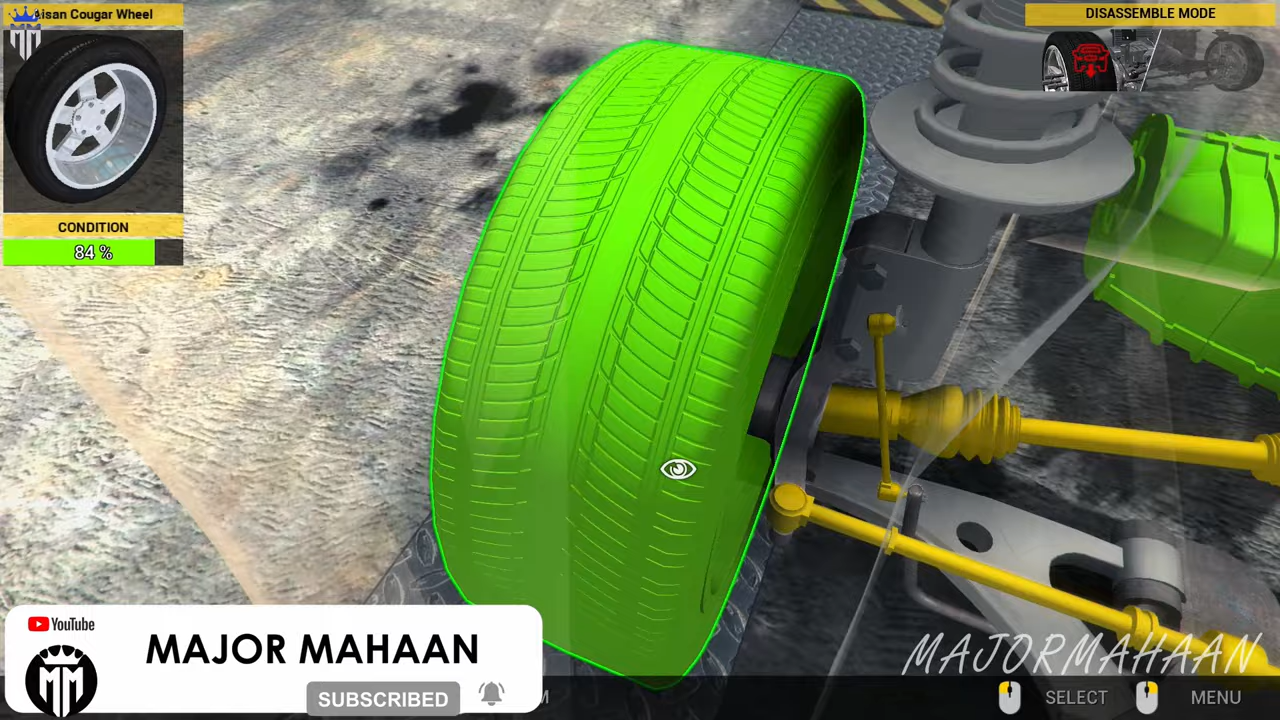 aisan Cougar Wheel
DISASSEMBLE MODE
CONDITION
84 %
YouTube
MAJOR MAHAAN
SUBSCRIBED
MAJORMAHAAN
SELECT
MENU